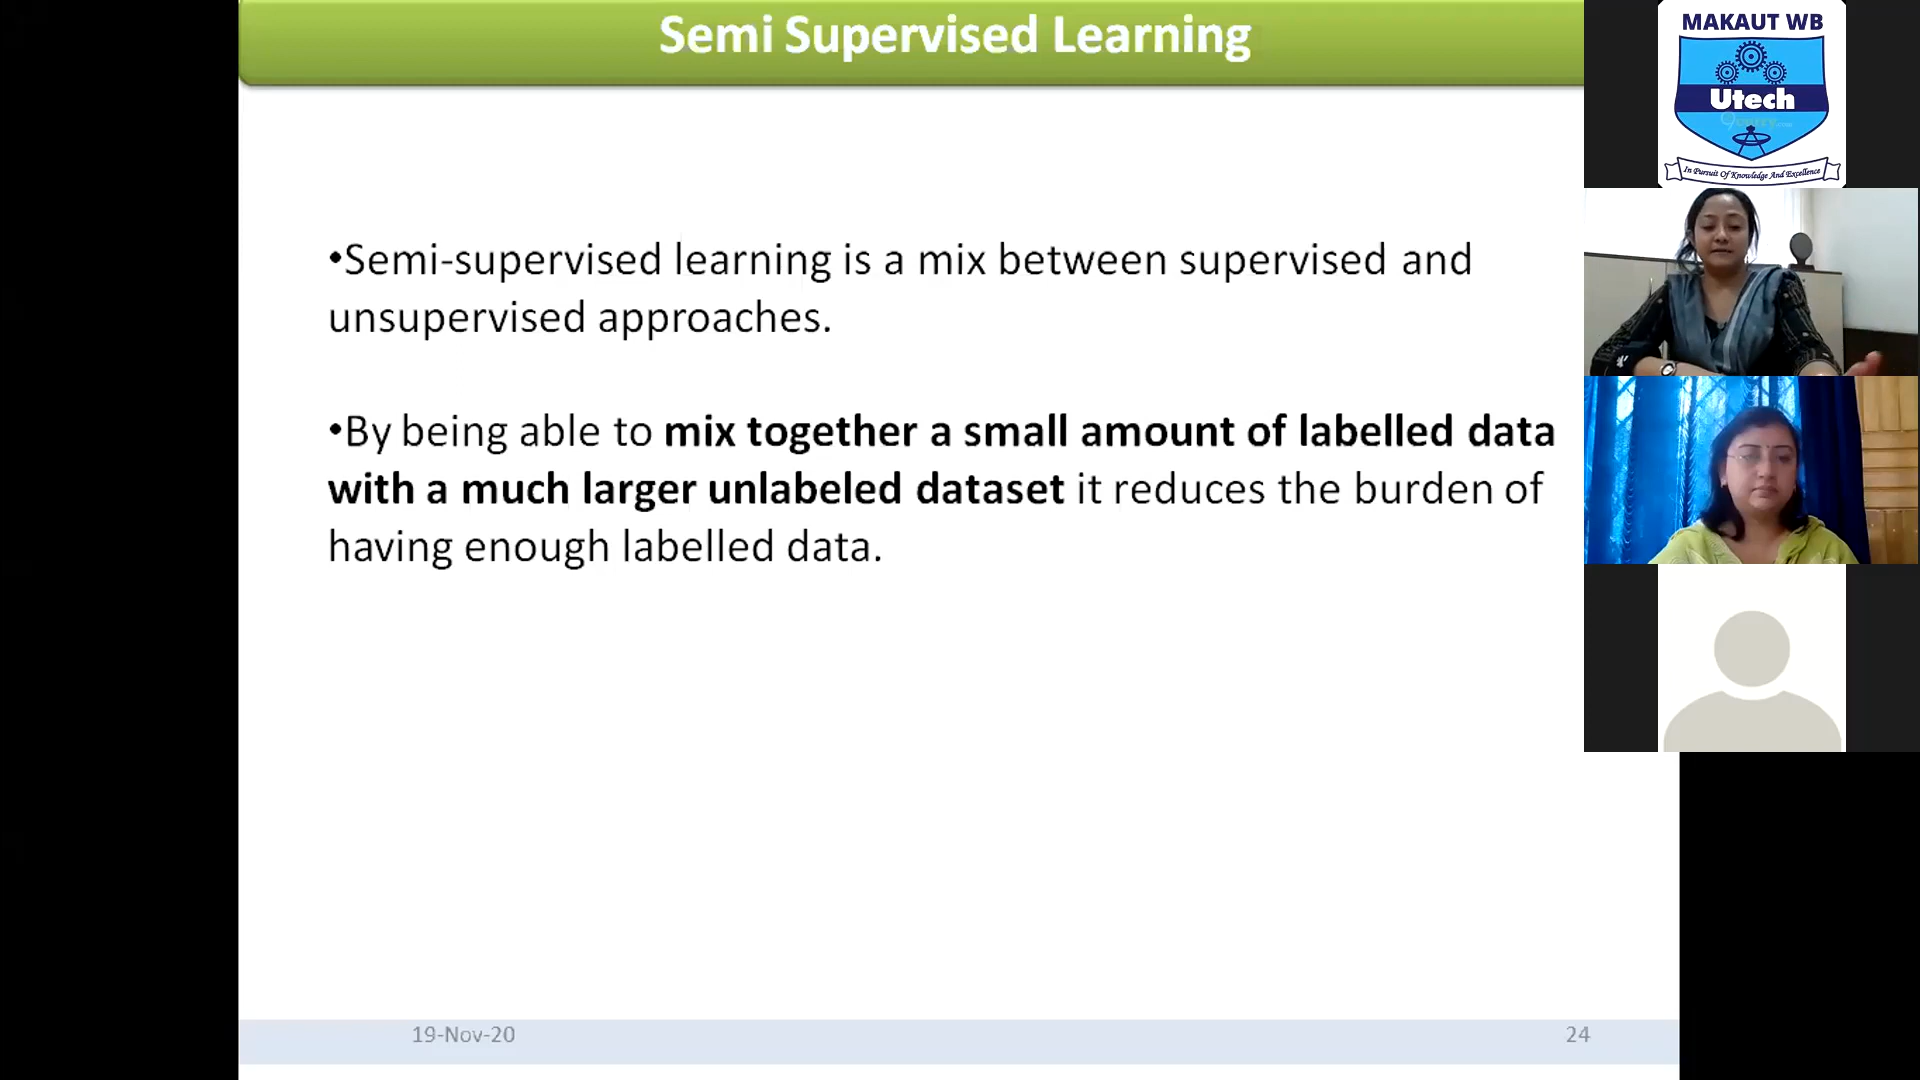 Semi Supervised Learning
•Semi-supervised learning is a mix between supervised and
unsupervised approaches.
•By being able to mix together a small amount of labelled data
with a much larger unlabeled dataset it reduces the burden of
having enough labelled data.
19-Nov-20
24
MAKAUT WB
Utech
In Pursuit Of Knowledge And Excellence